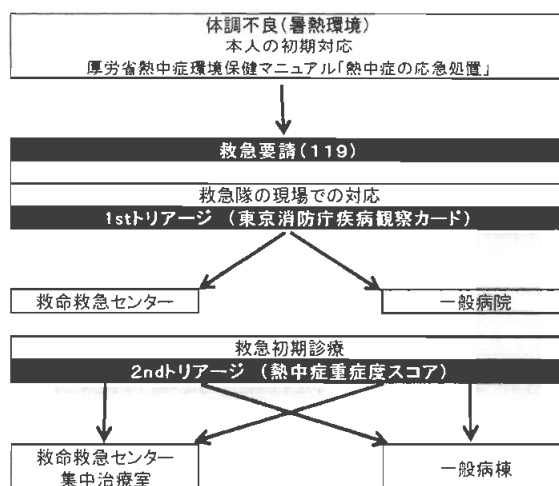 体調不良(暑熱環境)
本人の初期対応
厚労省熱中症環境保健マニュアル「熱中症の応急処置」
救急要請(119)
救急隊の現場での対応
1stトリアージ (東京消防庁疾病観察カード)
救命救急センター
一般病院
救急初期診療
2ndトリアージ (熱中症重症度スコア)
救命救急センター
集中治療室
一般病棟